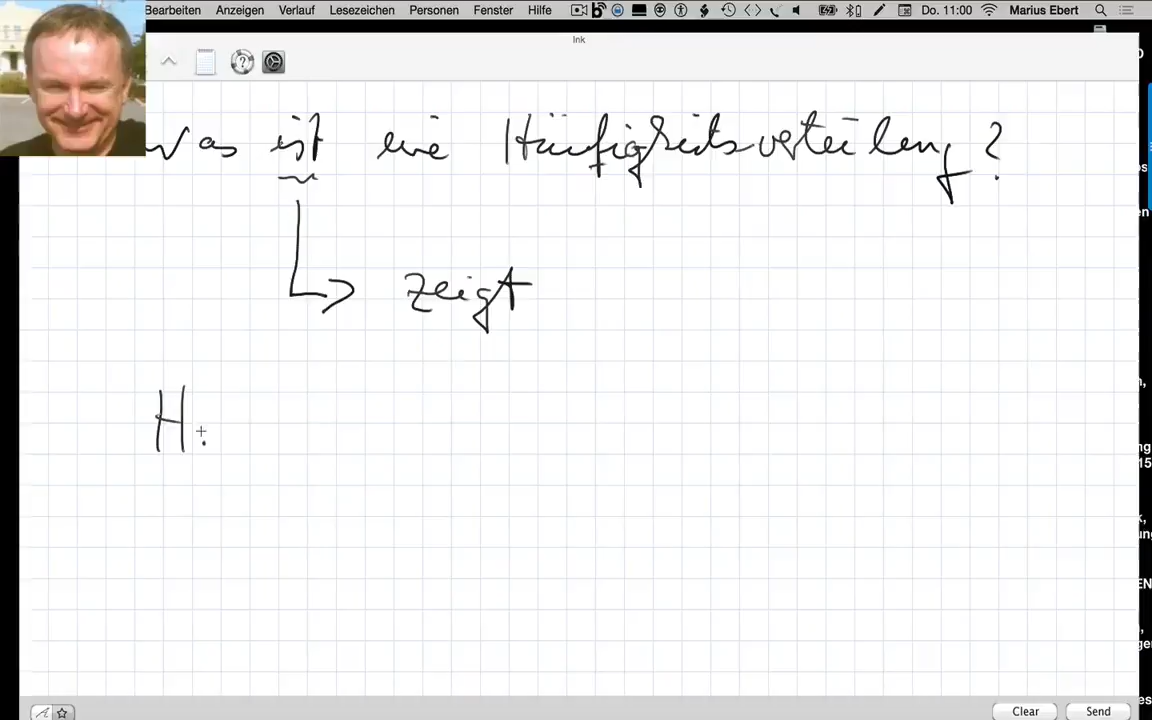 Bearbeiten Anzeigen Verlauf Lesezeichen Personen Fenster Hilfe Do. 11:00 Marius Ebert
Ink
Was ist eine Häufigkeitsverteilung?
zeigt
H.
Clear Send